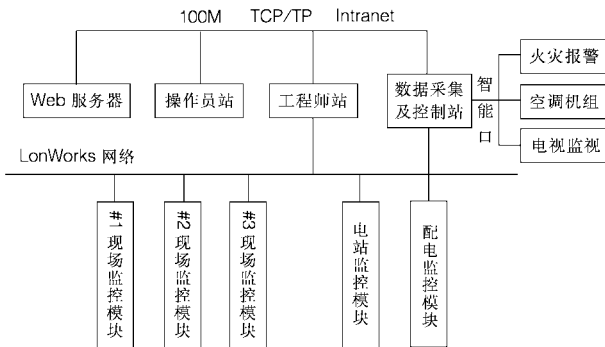 100M TCP/TP Intranet
Web 服务器
操作员站
工程师站
数据采集
及控制站
智能口
火灾报警
空调机组
电视监视
LonWorks 网络
#1现场监控模块
#2现场监控模块
#3现场监控模块
电站监控模块
配电监控模块